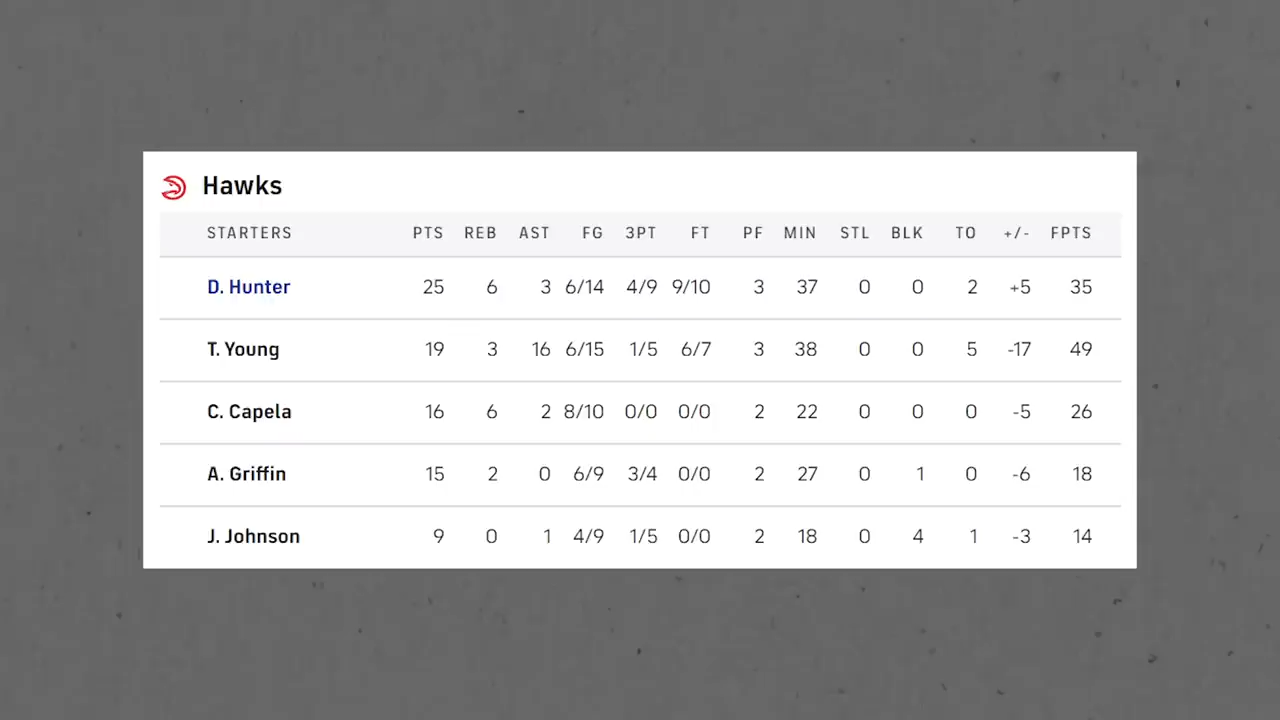 Hawks
STARTERS PTS REB AST FG 3PT FT PF MIN STL BLK TO +/- FPTS
D. Hunter 25 6 3 6/14 4/9 9/10 3 37 0 0 2 +5 35
T. Young 19 3 16 6/15 1/5 6/7 3 38 0 0 5 -17 49
C. Capela 16 6 2 8/10 0/0 0/0 2 22 0 0 0 -5 26
A. Griffin 15 2 0 6/9 3/4 0/0 2 27 0 1 0 -6 18
J. Johnson 9 0 1 4/9 1/5 0/0 2 18 0 4 1 -3 14